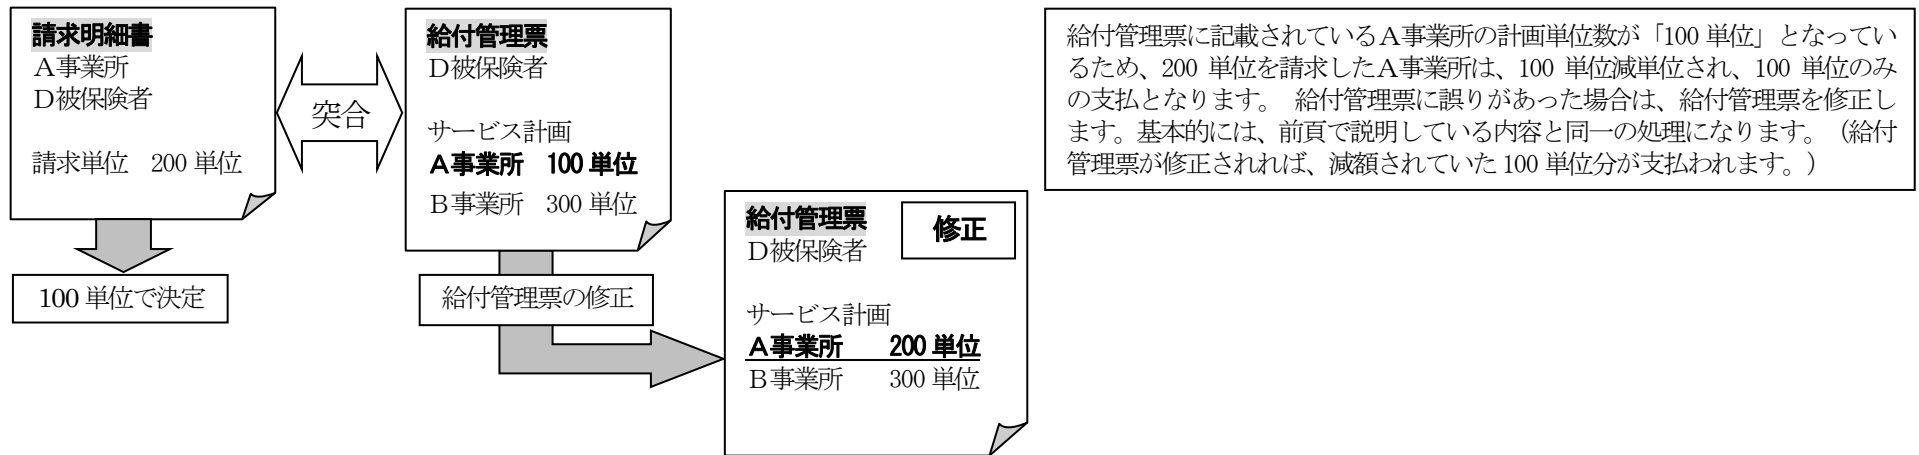 請求明細書
A事業所
D被保険者
請求単位 200 単位
突合
給付管理票
D被保険者
サービス計画
A事業所 100 単位
B事業所 300 単位
100 単位で決定
給付管理票の修正
給付管理票
修正
D被保険者
サービス計画
A事業所 200 単位
B事業所 300 単位
給付管理票に記載されているA事業所の計画単位数が「100 単位」となってい
るため、200 単位を請求したA事業所は、100 単位減単位され、100 単位のみ
の支払となります。 給付管理票に誤りがあった場合は、給付管理票を修正し
ます。基本的には、前頁で説明している内容と同一の処理になります。（給付
管理票が修正されれば、減額されていた 100 単位分が支払われます。）